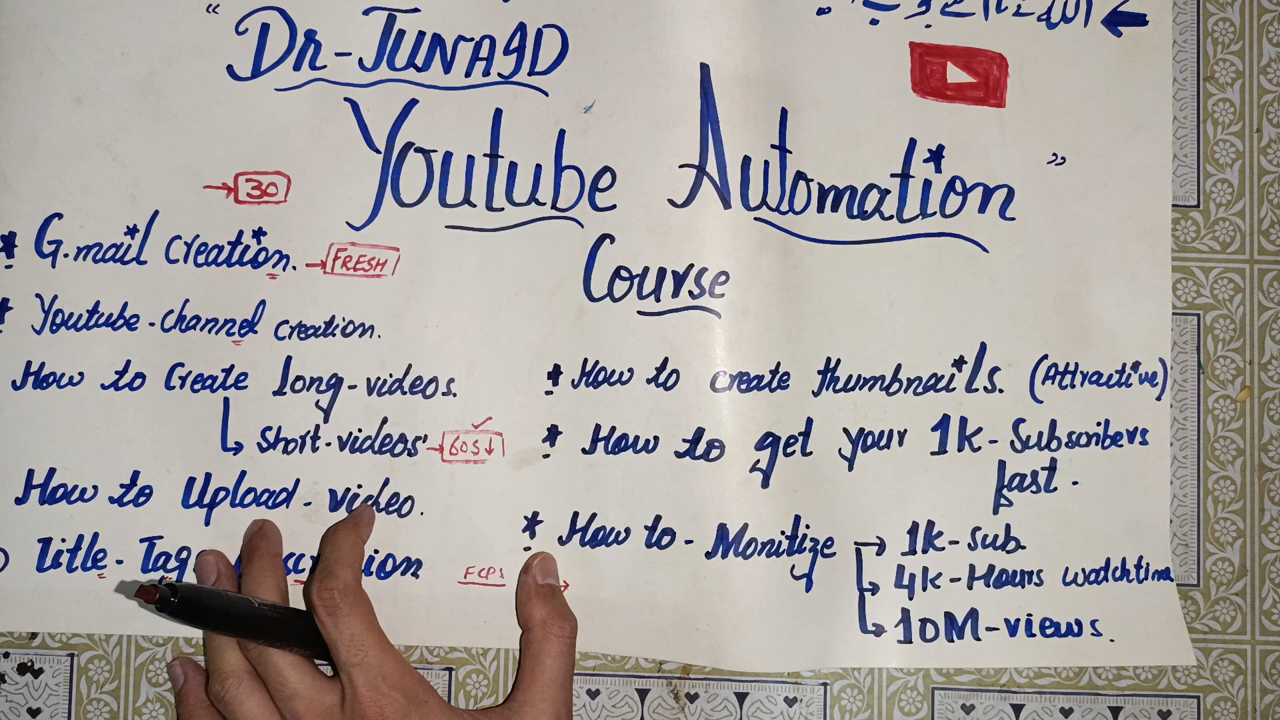 “
Dr-JUNAID
Youtube Automation ”
Course
→ 30
* G.mail Creation. → FRESH
* Youtube-channel creation.
How to Create long-videos.
↳ Short-videos → 60S↓ ✓
How to Upload-video.
Title-Tag
FCPS →
* How to create thumbnails. (Attractive)
* How to get your 1k-Subscribers
fast.
* How to-Monitize → 1k-sub.
→ 4k-Hours watchtime
↳ 10M-views.